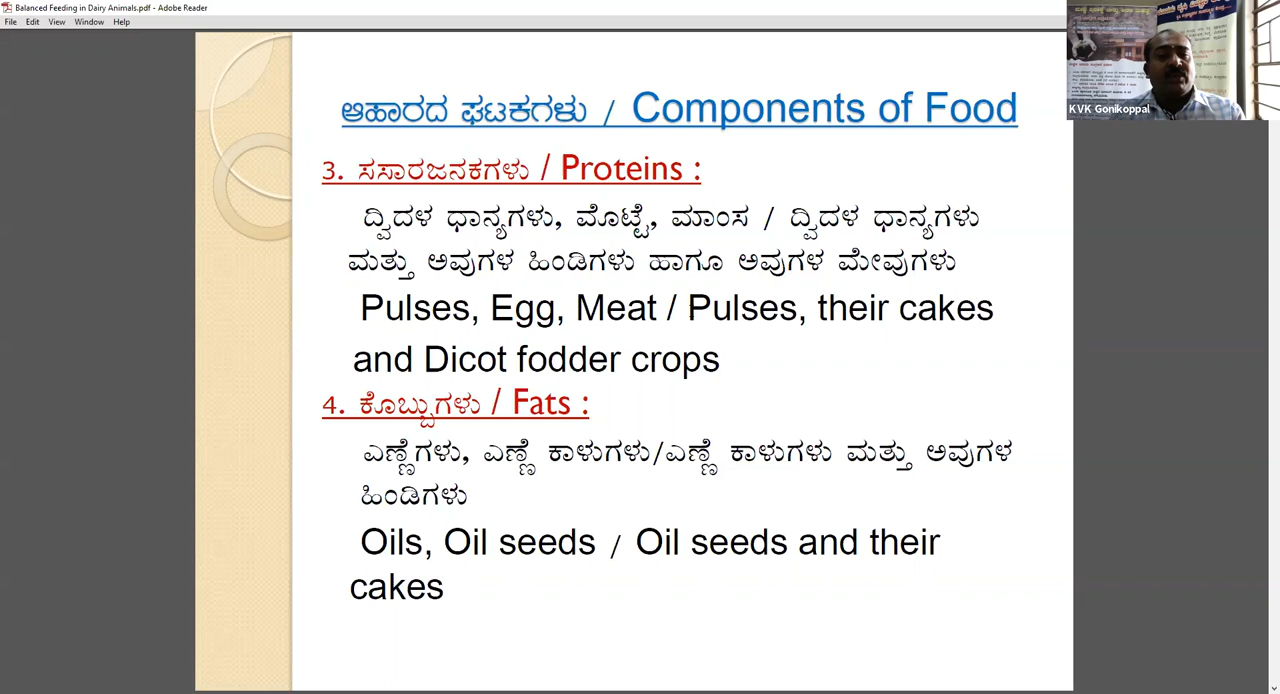 Balanced Feeding in Dairy Animals.pdf - Adobe Reader
File Edit View Window Help
KVK Gonikoppal
ಆಹಾರದ ಘಟಕಗಳು / Components of Food
3. ಸಸಾರಜನಕಗಳು / Proteins :
ದ್ವಿದಳ ಧಾನ್ಯಗಳು, ಮೊಟ್ಟೆ, ಮಾಂಸ / ದ್ವಿದಳ ಧಾನ್ಯಗಳು
ಮತ್ತು ಅವುಗಳ ಹಿಂಡಿಗಳು ಹಾಗೂ ಅವುಗಳ ಮೇವುಗಳು
Pulses, Egg, Meat / Pulses, their cakes
and Dicot fodder crops
4. ಕೊಬ್ಬುಗಳು / Fats :
ಎಣ್ಣೆಗಳು, ಎಣ್ಣೆ ಕಾಳುಗಳು/ಎಣ್ಣೆ ಕಾಳುಗಳು ಮತ್ತು ಅವುಗಳ
ಹಿಂಡಿಗಳು
Oils, Oil seeds / Oil seeds and their
cakes